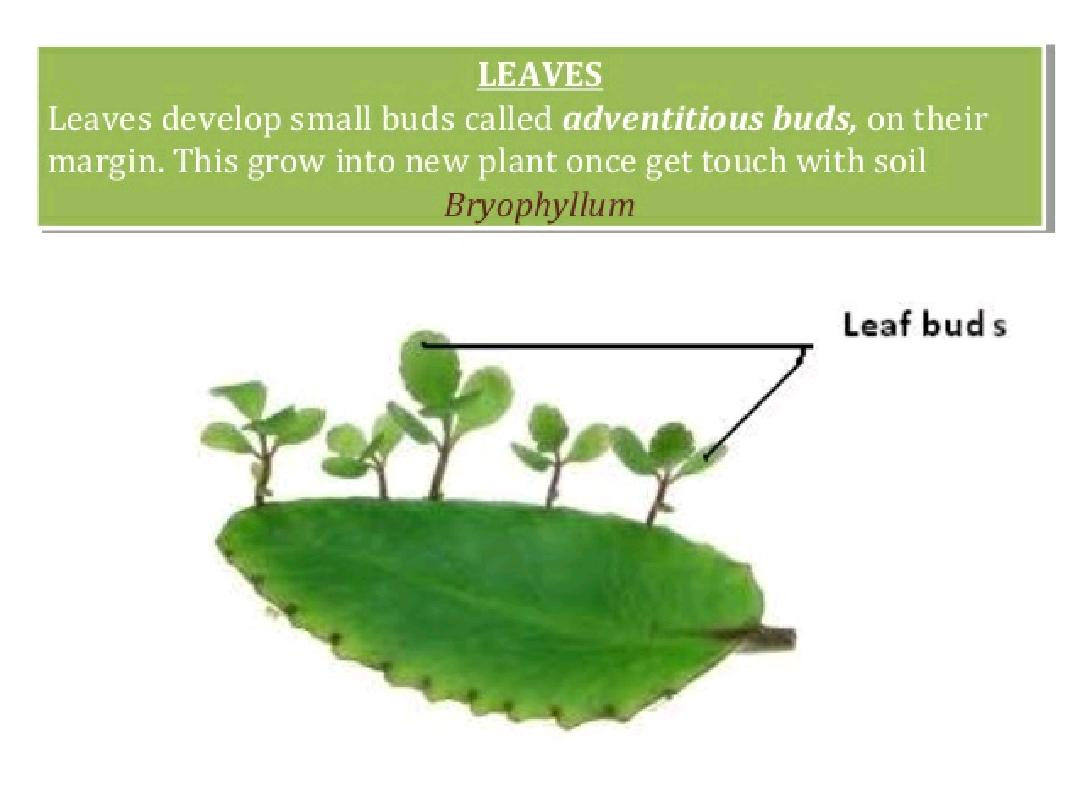 LEAVES
Leaves develop small buds called adventitious buds, on their
margin. This grow into new plant once get touch with soil
Bryophyllum
Leaf bud s